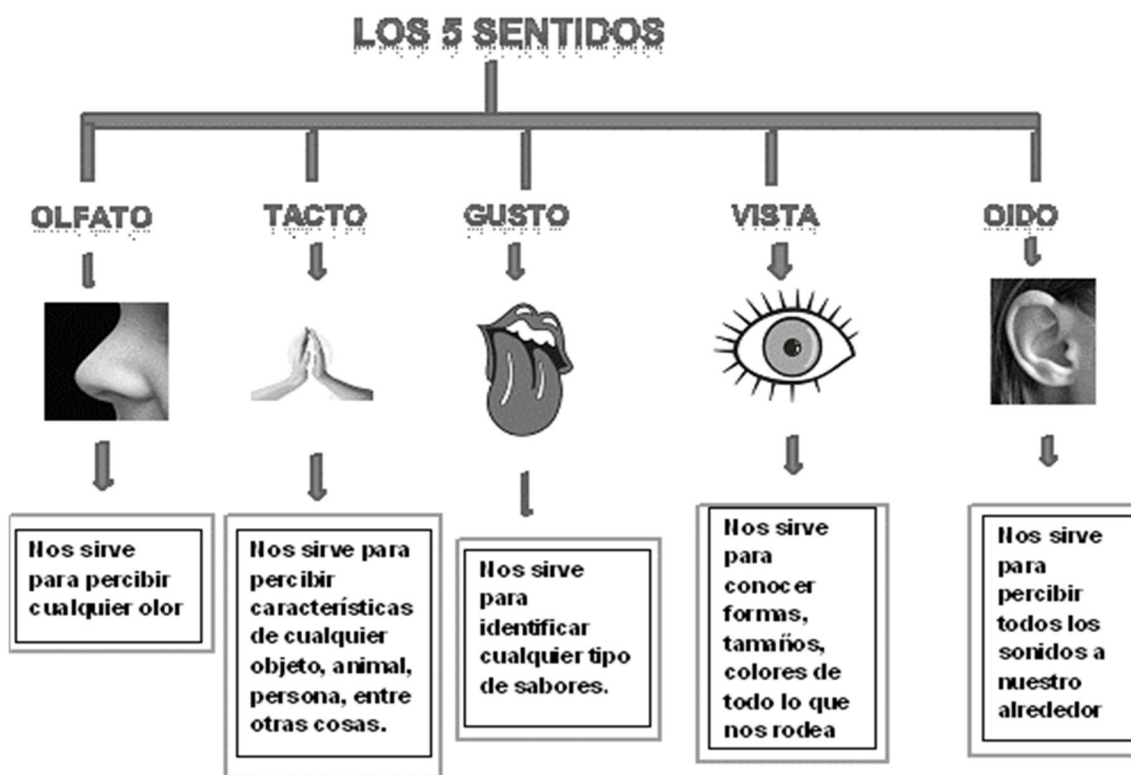 LOS 5 SENTIDOS
OLFATO
TACTO
GUSTO
VISTA
OIDO
Nos sirve
para percibir
cualquier olor
Nos sirve para
percibir
características
de cualquier
objeto, animal,
persona, entre
otras cosas.
Nos sirve
para
identificar
cualquier tipo
de sabores.
Nos sirve
para
conocer
formas,
tamaños,
colores de
todo lo que
nos rodea
Nos sirve
para
percibir
todos los
sonidos a
nuestro
alrededor